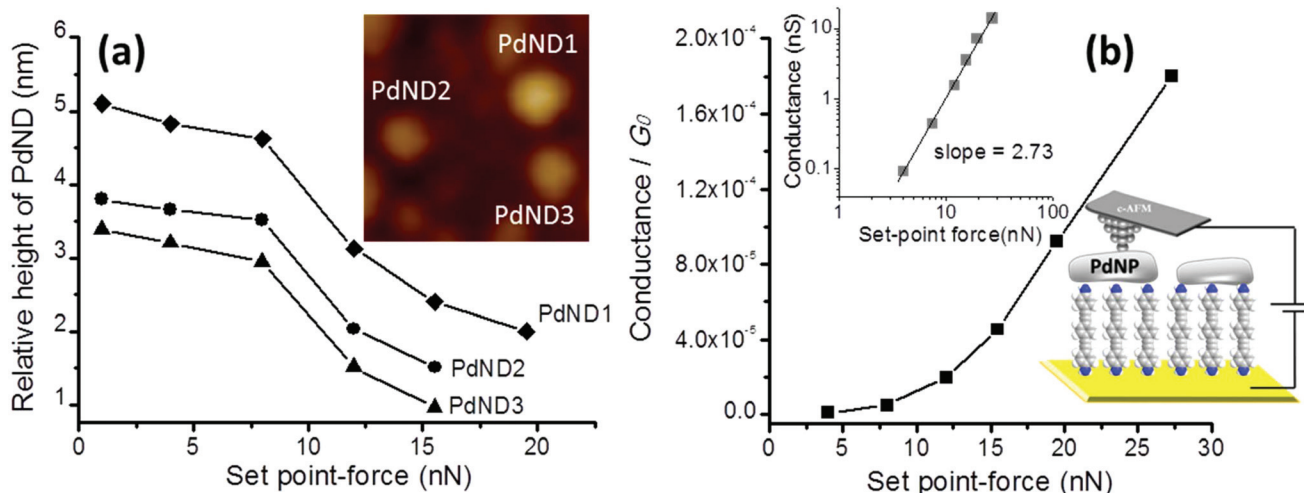 (a)
Relative height of PdND (nm)
6
5
4
3
2
1
0
5
10
15
20
Set point-force (nN)
PdND1
PdND2
PdND3
PdND1
PdND2
PdND3
(b)
Conductance / G0
2.0x10-4
1.6x10-4
1.2x10-4
8.0x10-5
4.0x10-5
0.0
0
5
10
15
20
25
30
Set point-force (nN)
Conductance (nS)
10
1
0.1
1
10
100
Set-point force(nN)
slope = 2.73
c-AFM
PdNP